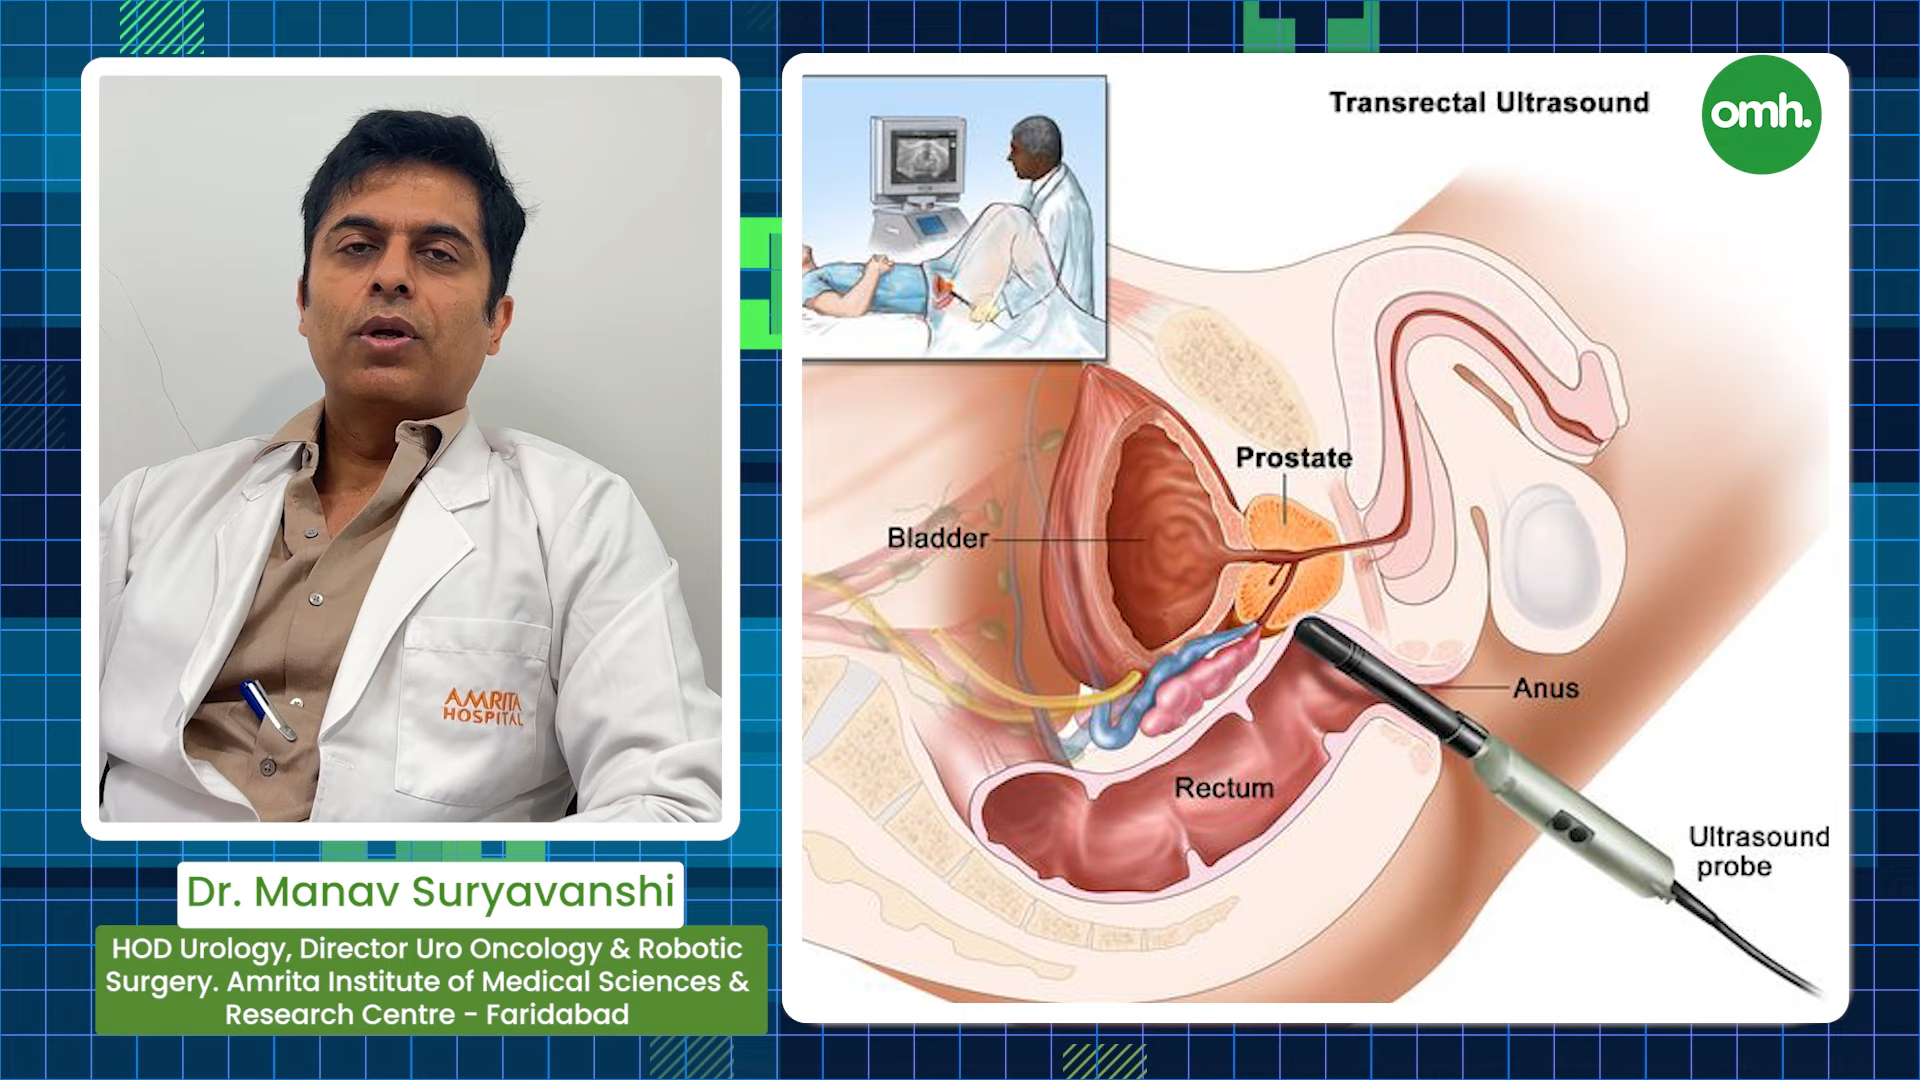 AMRITA
HOSPITAL
Dr. Manav Suryavanshi
HOD Urology, Director Uro Oncology & Robotic
Surgery. Amrita Institute of Medical Sciences &
Research Centre - Faridabad
Transrectal Ultrasound
omh.
Prostate
Bladder
Anus
Rectum
Ultrasound
probe